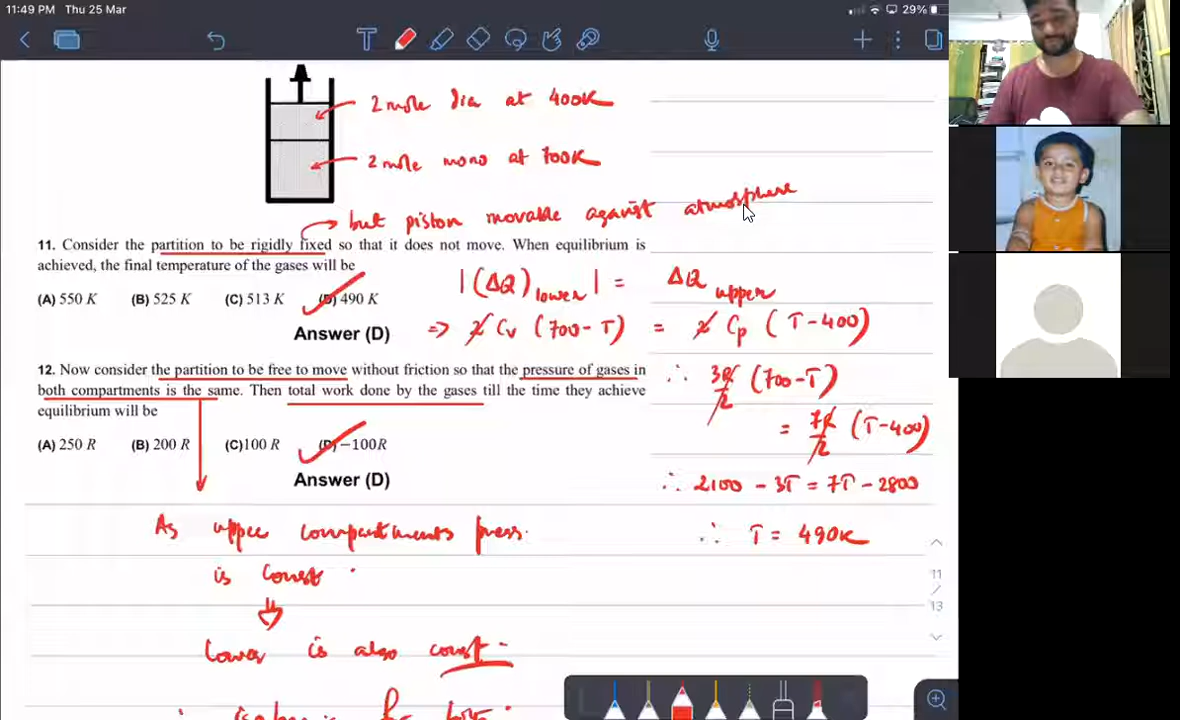 11:49 PM Thu 25 Mar
29%
2 mole dia at 400K
2 mole mono at 700K
but piston movable against atmosphere
11. Consider the partition to be rigidly fixed so that it does not move. When equilibrium is
achieved, the final temperature of the gases will be
|(ΔQ) lower| = ΔQ upper
(A) 550 K (B) 525 K (C) 513 K (D) 490 K
Answer (D)
⇒ 2 Cv (700 - T) = 2 Cp (T - 400)
12. Now consider the partition to be free to move without friction so that the pressure of gases in
both compartments is the same. Then total work done by the gases till the time they achieve
equilibrium will be
∴ 3R/2 (700 - T)
= 7R/2 (T - 400)
(A) 250 R (B) 200 R (C)100 R (D) −100R
Answer (D)
∴ 2100 - 3T = 7T - 2800
∴ T = 490K
As upper compartments press.
is const.
⇓
Lower is also const.
11
/
13